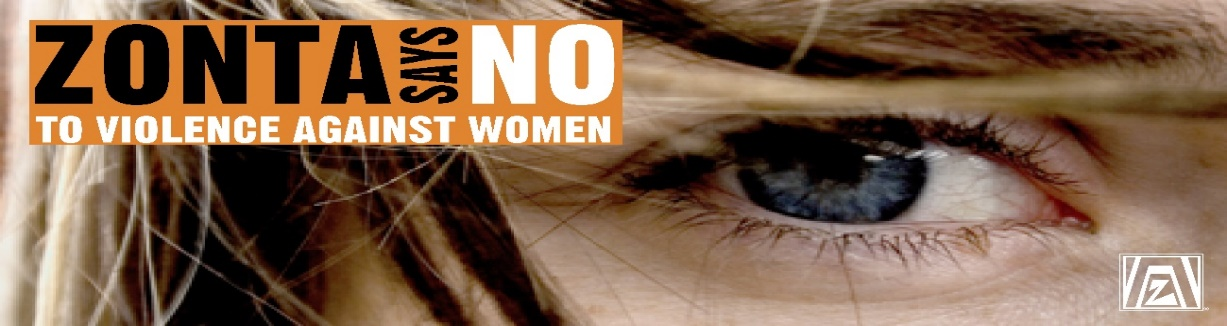 ZONTA SAYS NO
TO VIOLENCE AGAINST WOMEN
Z